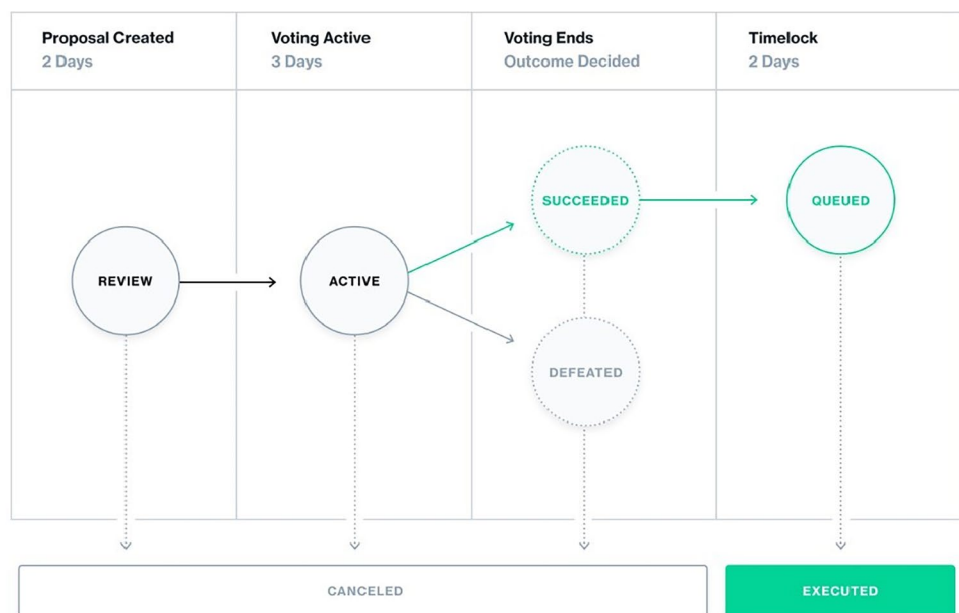 Proposal Created
2 Days
Voting Active
3 Days
Voting Ends
Outcome Decided
Timelock
2 Days
REVIEW
ACTIVE
SUCCEEDED
DEFEATED
QUEUED
CANCELED
EXECUTED